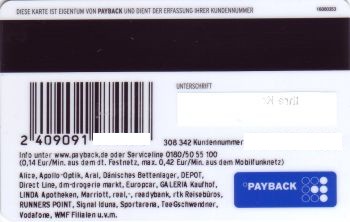 DIESE KARTE IST EIGENTUM VON PAYBACK UND DIENT DER ERFASSUNG IHRER KUNDENNUMMER
16080353
UNTERSCHRIFT
2 409091
308 342 Kundennummer
Info unter www.payback.de oder Serviceline 0180/50 55 100
(0,14 Eur/Min. aus dem dt. Festnetz, max. 0,42 Eur/Min. aus dem Mobilfunknetz)
Alice, Apollo-Optik, Aral, Dänisches Bettenlager, DEPOT,
Direct Line, dm-drogerie markt, Europcar, GALERIA Kaufhof,
LINDA Apotheken, Marriott, real,-, readybank, rtk Reisebüros,
RUNNERS POINT, Signal Iduna, Sportarena, TeeGschwendner,
Vodafone, WMF Filialen u.v.m.
PAYBACK